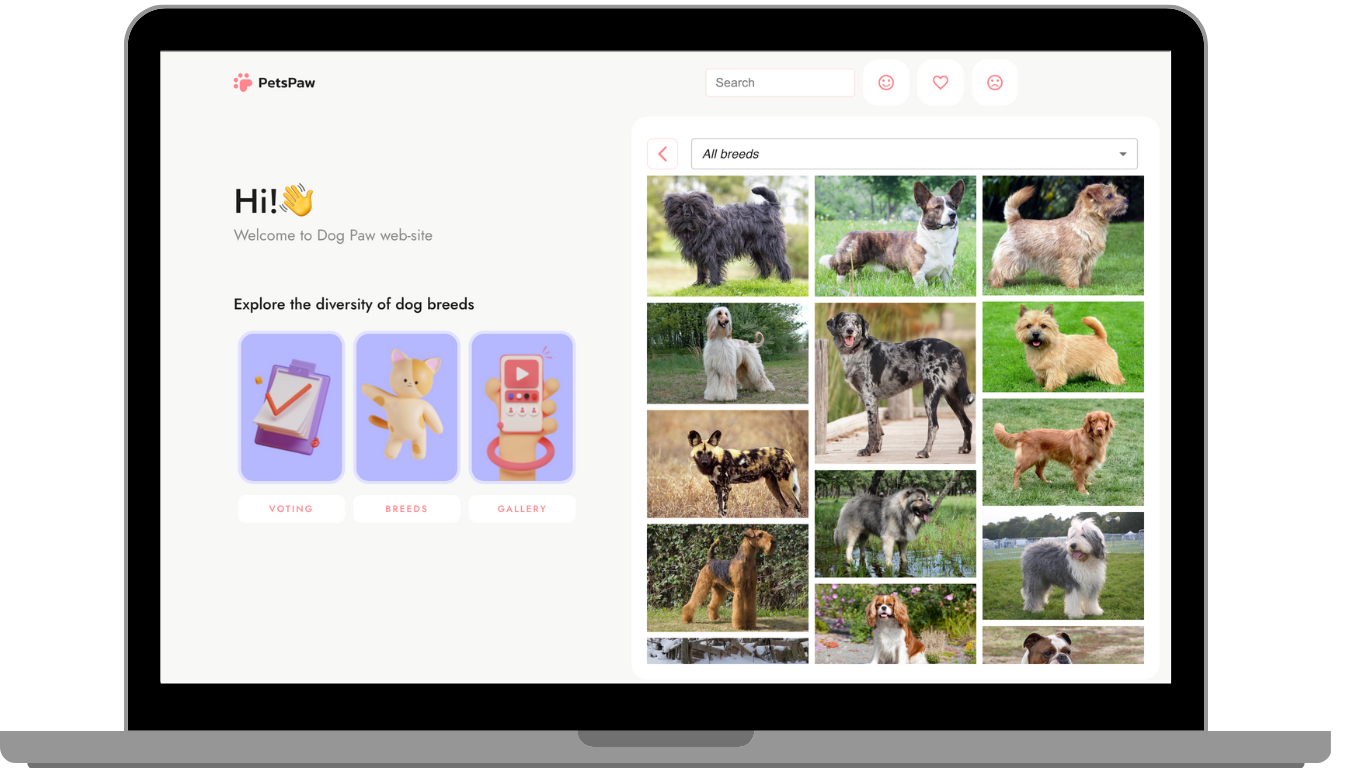 PetsPaw
Search
All breeds
Hi!👋
Welcome to Dog Paw web-site
Explore the diversity of dog breeds
VOTING
BREEDS
GALLERY